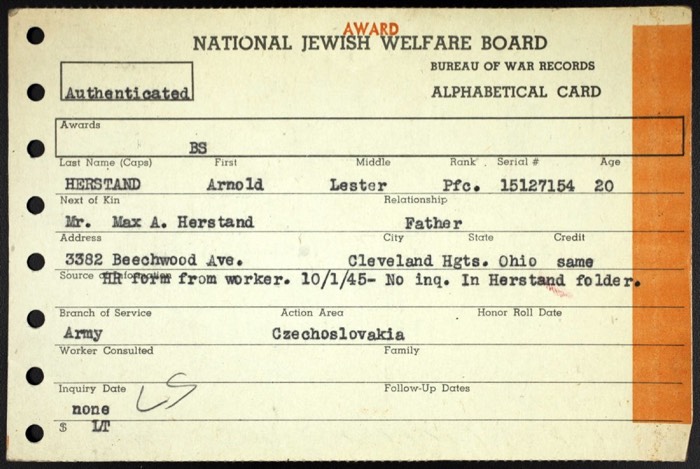 AWARD
NATIONAL JEWISH WELFARE BOARD
BUREAU OF WAR RECORDS
Authenticated
ALPHABETICAL CARD
Awards
BS
Last Name (Caps) First Middle Rank Serial # Age
HERSTAND Arnold Lester Pfc. 15127154 20
Next of Kin Relationship
Mr. Max A. Herstand Father
Address City State Credit
3382 Beechwood Ave. Cleveland Hgts. Ohio same
Source of Information
HR form from worker. 10/1/45- No inq. In Herstand folder.
Branch of Service Action Area Honor Roll Date
Army Czechoslovakia
Worker Consulted Family
Inquiry Date Follow-Up Dates
none
$ LT